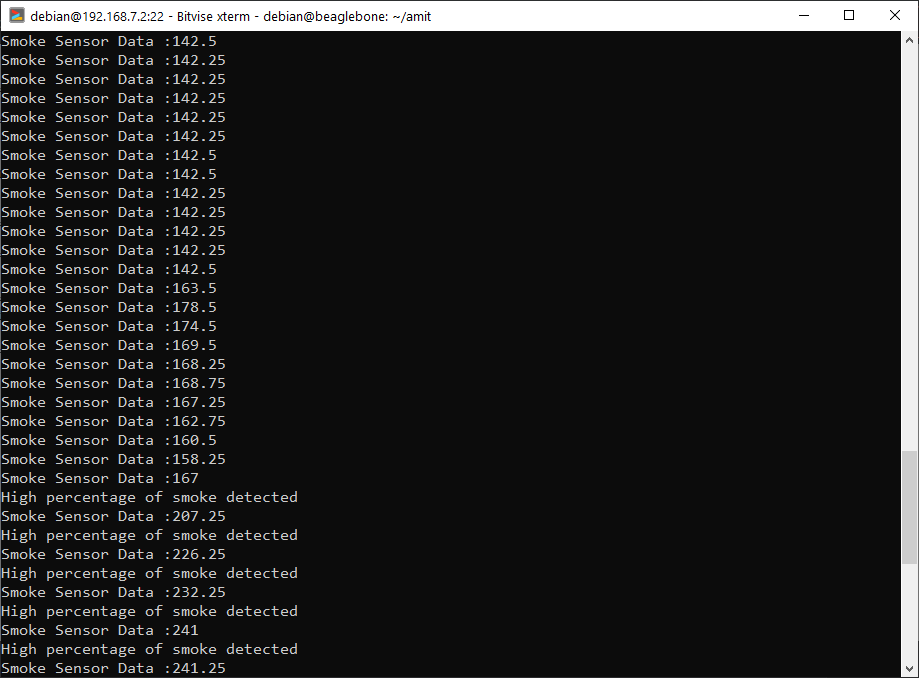 debian@192.168.7.2:22 - Bitvise xterm - debian@beaglebone: ~/amit
Smoke Sensor Data :142.5
Smoke Sensor Data :142.25
Smoke Sensor Data :142.25
Smoke Sensor Data :142.25
Smoke Sensor Data :142.25
Smoke Sensor Data :142.25
Smoke Sensor Data :142.5
Smoke Sensor Data :142.5
Smoke Sensor Data :142.25
Smoke Sensor Data :142.25
Smoke Sensor Data :142.25
Smoke Sensor Data :142.25
Smoke Sensor Data :142.5
Smoke Sensor Data :163.5
Smoke Sensor Data :178.5
Smoke Sensor Data :174.5
Smoke Sensor Data :169.5
Smoke Sensor Data :168.25
Smoke Sensor Data :168.75
Smoke Sensor Data :167.25
Smoke Sensor Data :162.75
Smoke Sensor Data :160.5
Smoke Sensor Data :158.25
Smoke Sensor Data :167
High percentage of smoke detected
Smoke Sensor Data :207.25
High percentage of smoke detected
Smoke Sensor Data :226.25
High percentage of smoke detected
Smoke Sensor Data :232.25
High percentage of smoke detected
Smoke Sensor Data :241
High percentage of smoke detected
Smoke Sensor Data :241.25